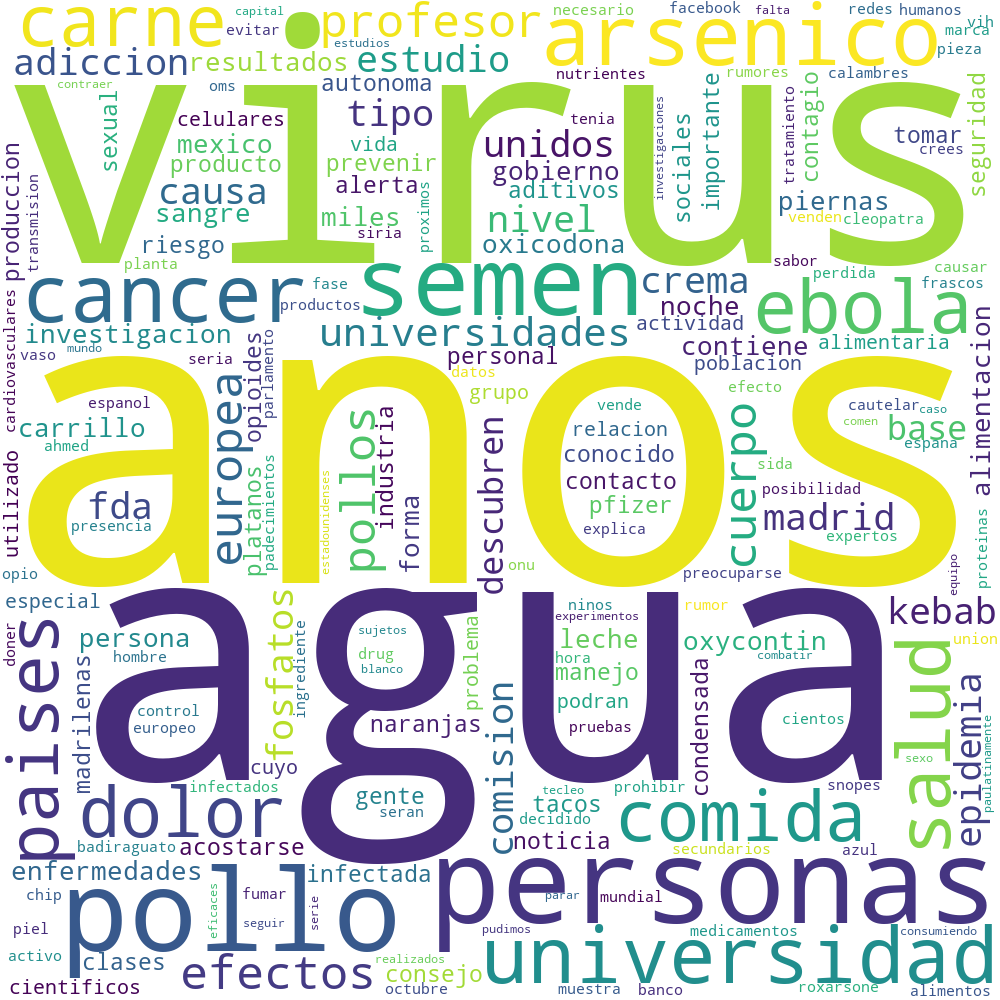 carne
capital
evitar
estudios
profesor
arsenico
necesario
facebook
falta
redes
humanos
vih
marca
pieza
adiccion
resultados
estudio
contraer
oms
autonoma
nutrientes
rumores
calambres
virus
sexual
celulares
tipo
tenia
investigaciones
importante
tratamiento
contagio
tomar
crees
seguridad
produccion
transmision
mexico
producto
vida
prevenir
unidos
gobierno
sociales
causa
alerta
aditivos
piernas
sangre
miles
siria
proximos
nivel
venden
cleopatra
riesgo
oxicodona
planta
sabor
cancer
fase
productos
semen
crema
perdida
causar
frascos
noche
ebola
cardiovasculares
investigacion
universidades
actividad
contiene
alimentaria
vaso
mundo
seria
opioides
parlamento
personal
poblacion
datos
grupo
efecto
anos
espanol
carrillo
ahmed
europea
pollos
industria
vende
relacion
conocido
contacto
cuerpo
cautelar
caso
comen
base
espana
alimentacion
utilizado
fda
presencia
platanos
padecimientos
estadounidenses
forma
descubren
pfizer
explica
sida
posibilidad
madrid
expertos
proteinas
opio
onu
preocuparse
equipo
agua
especial
doner
paises
persona
hombre
madrilenas
fosfatos
ingrediente
sujetos
drug
blanco
problema
ninos
experimentos
leche
hora
manejo
oxycontin
rumor
combatir
kebab
union
salud
control
europeo
naranjas
comision
podran
pruebas
condensada
cientos
sexo
epidemia
paulatinamente
cuyo
infectados
gente
seran
tecleo
prohibir
snopes
dolor
tacos
decidido
comida
badiraguato
acostarse
noticia
secundarios
azul
enfermedades
infectada
personas
chip
pollo
eficaces
fumar
seguir
serie
parar
mundial
piel
pudimos
medicamentos
consumiendo
activo
clases
realizados
universidad
cientificos
efectos
consejo
octubre
muestra
banco
roxarsone
alimentos